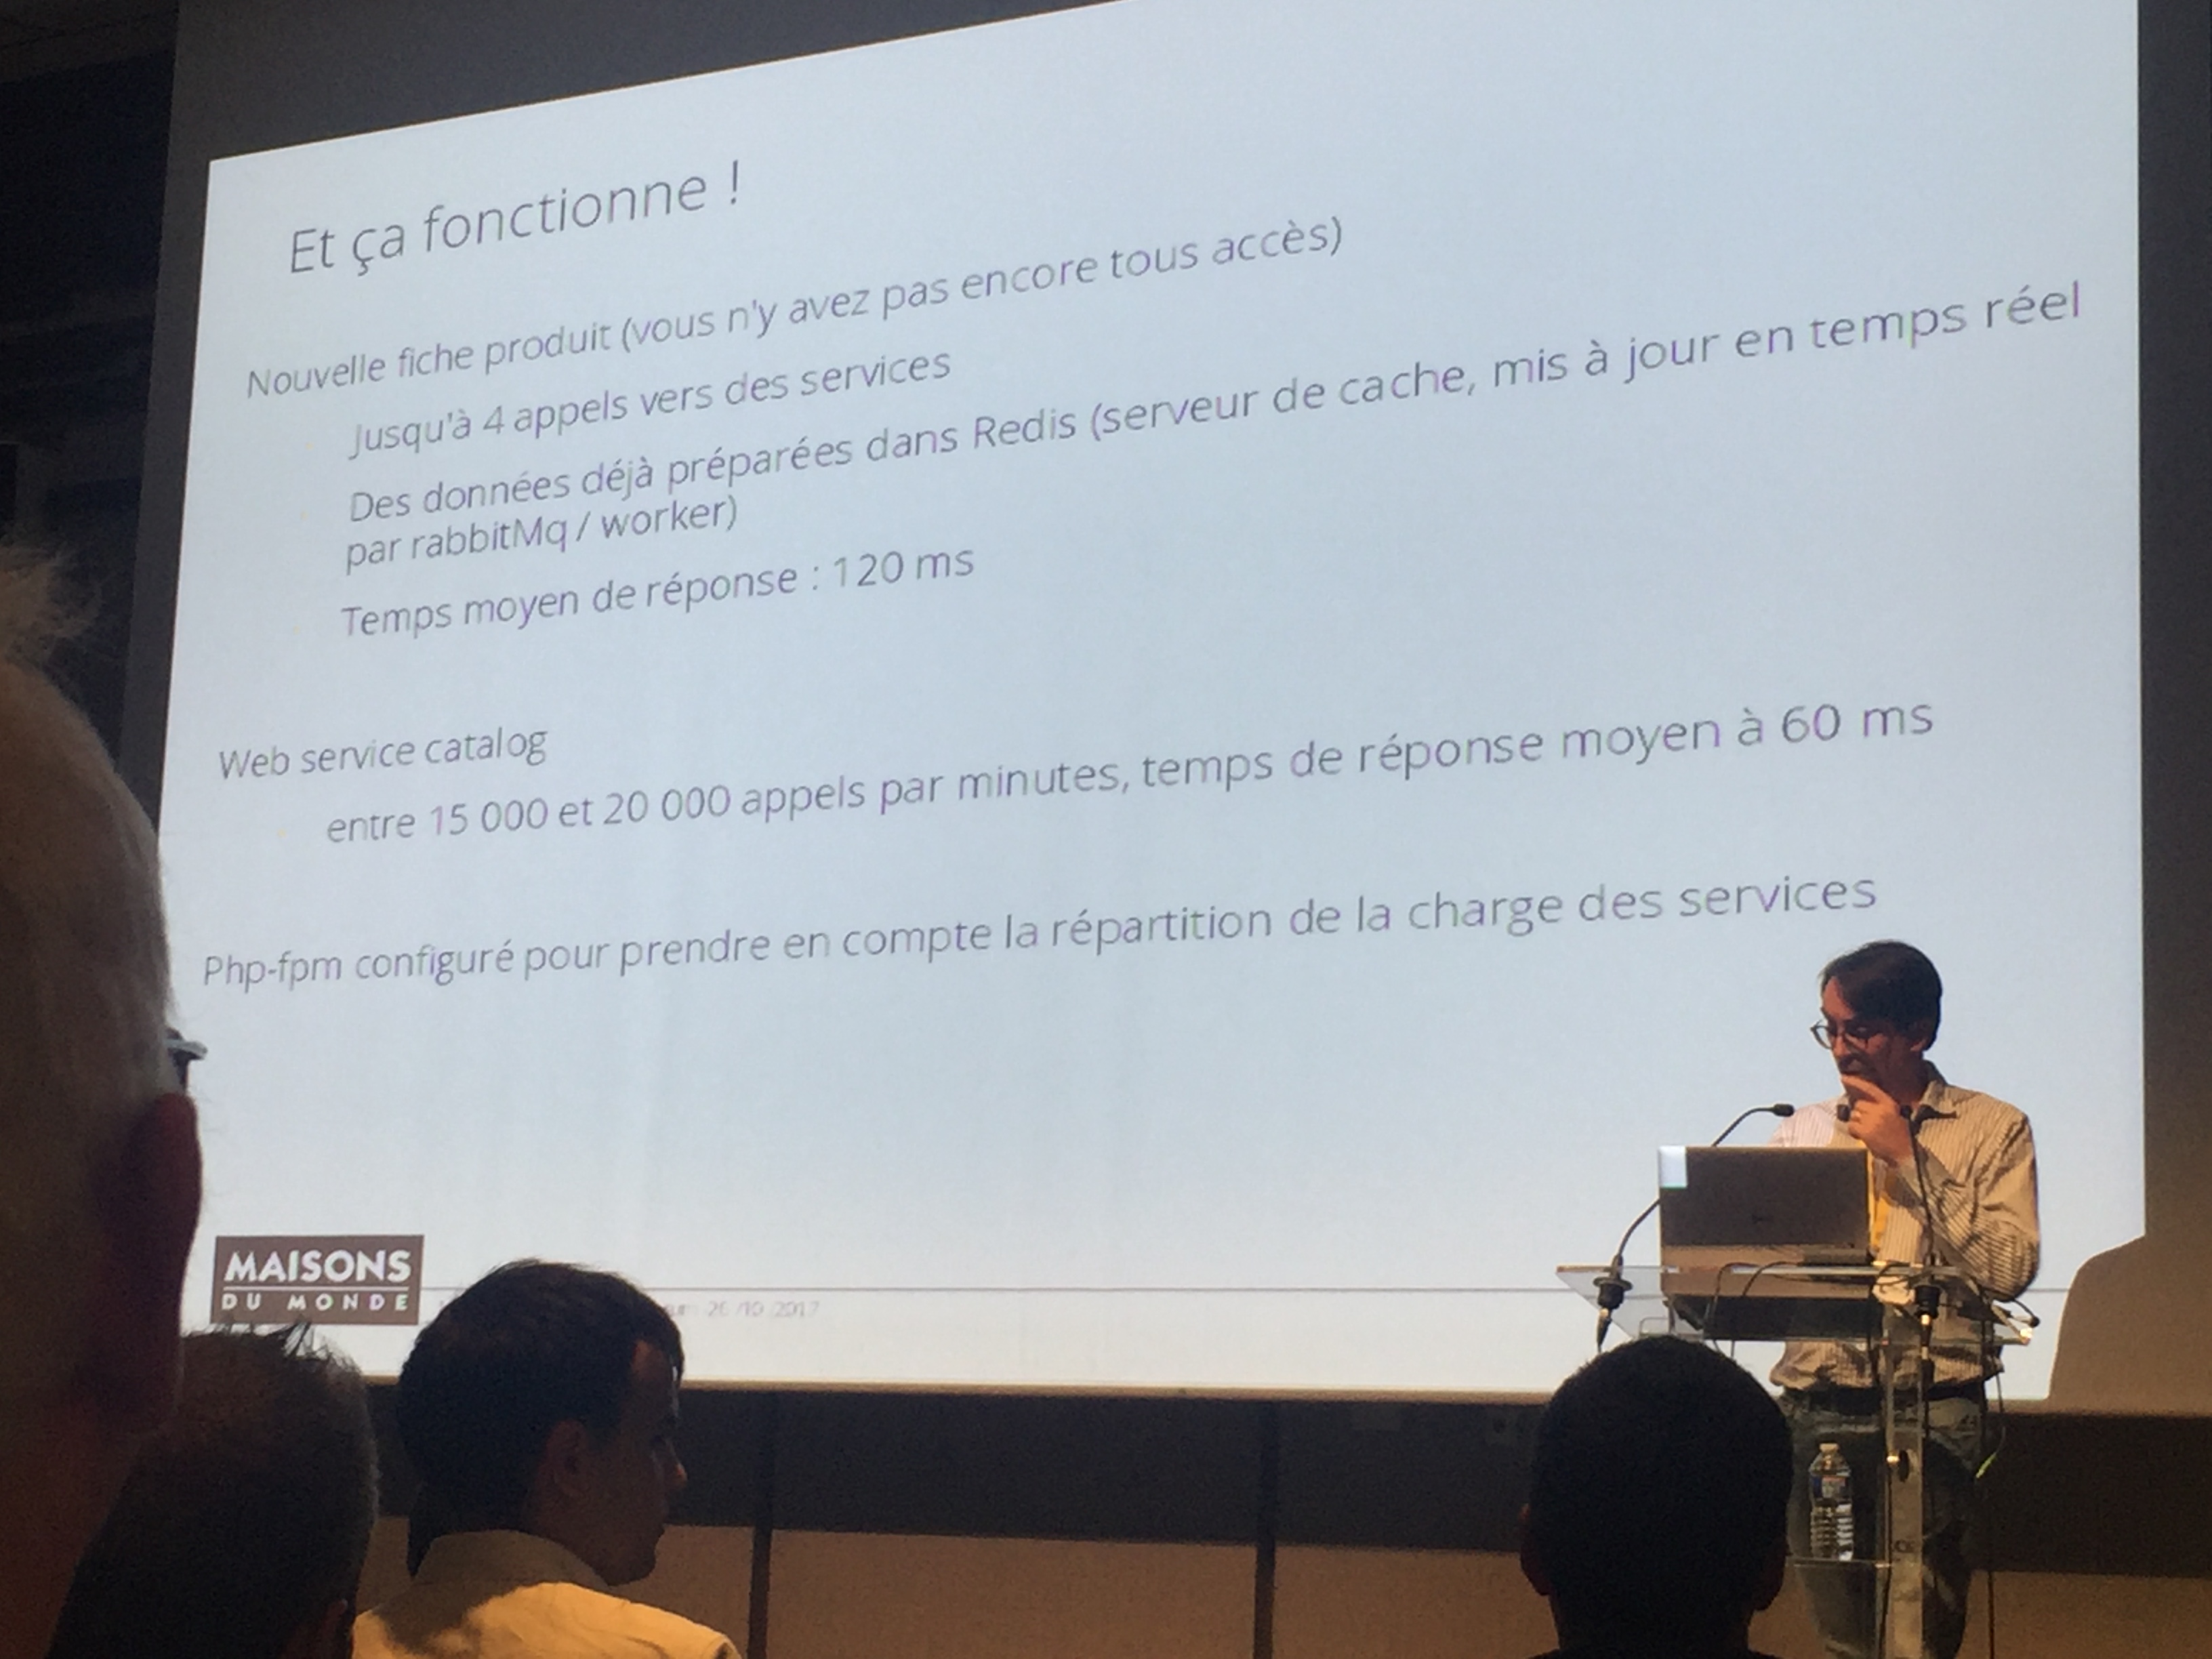 Et ça fonctionne !
Nouvelle fiche produit (vous n'y avez pas encore tous accès)
Jusqu'à 4 appels vers des services
Des données déjà préparées dans Redis (serveur de cache, mis à jour en temps réel
par rabbitMq / worker)
Temps moyen de réponse : 120 ms
Web service catalog
entre 15 000 et 20 000 appels par minutes, temps de réponse moyen à 60 ms
Php-fpm configuré pour prendre en compte la répartition de la charge des services
MAISONS
DU MONDE
26/10/2017